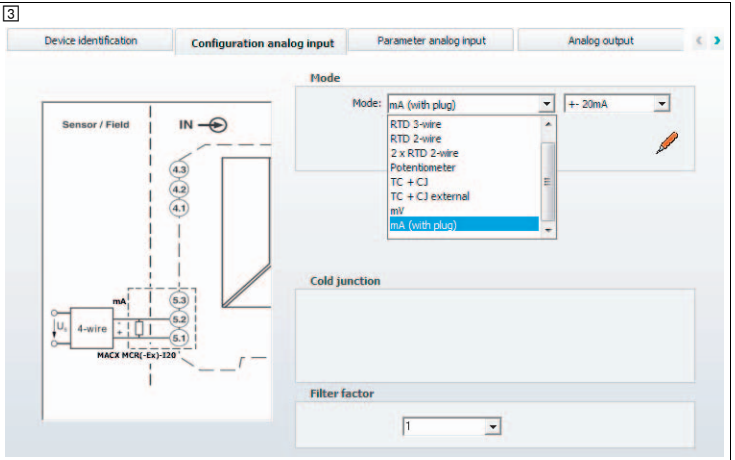 3
Device identification
Configuration analog input
Parameter analog input
Analog output
Mode
Mode: mA (with plug)
+- 20mA
RTD 3-wire
RTD 2-wire
2 x RTD 2-wire
Potentiometer
TC + CJ
TC + CJ external
mV
mA (with plug)
Sensor / Field
IN
4.3
4.2
4.1
mA
5.3
5.2
5.1
4-wire
- 
+
MACX MCR(-Ex)-I20
Cold junction
Filter factor
1